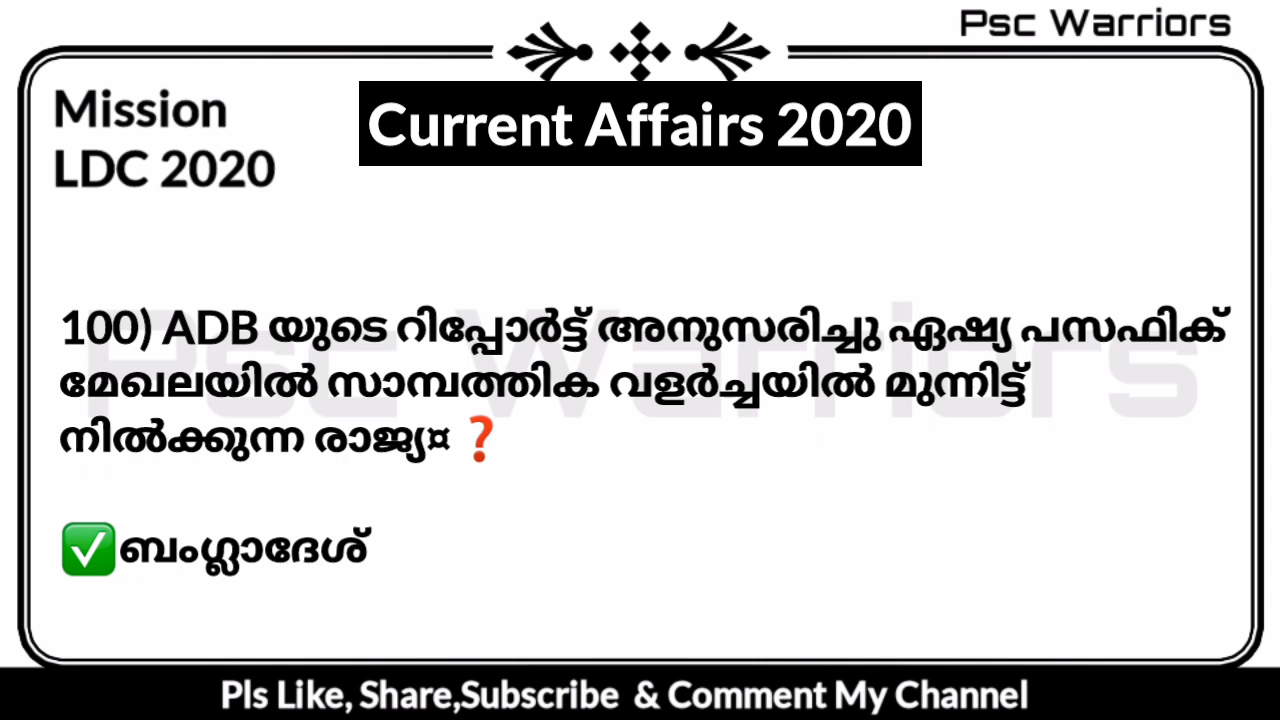 Psc Warriors
Mission
LDC 2020
Current Affairs 2020
100) ADB യുടെ റിപ്പോർട്ട് അനുസരിച്ചു ഏഷ്യ പസഫിക്
മേഖലയിൽ സാമ്പത്തിക വളർച്ചയിൽ മുന്നിട്ട്
നിൽക്കുന്ന രാജ്യ¤ ❓
✅ബംഗ്ലാദേശ്
Pls Like, Share,Subscribe & Comment My Channel